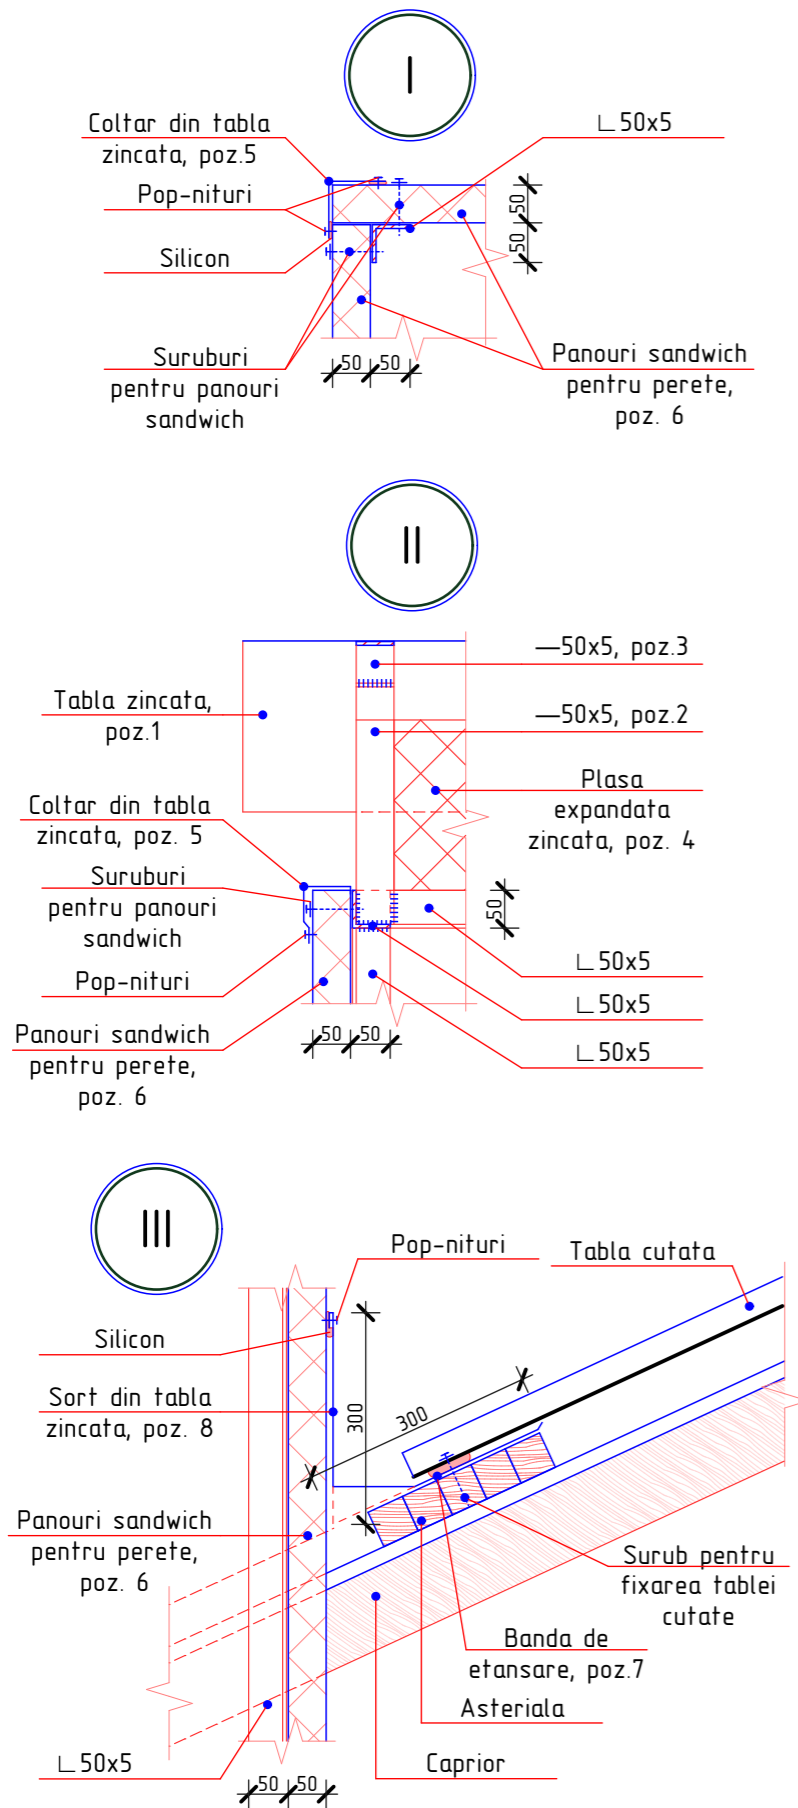 I
Coltar din tabla
zincata, poz.5
∟50x5
Pop-nituri
Silicon
50
50
Suruburi
pentru panouri
sandwich
50
50
Panouri sandwich
pentru perete,
poz. 6
II
—50x5, poz.3
Tabla zincata,
poz.1
—50x5, poz.2
Plasa
expandata
zincata, poz. 4
Coltar din tabla
zincata, poz. 5
Suruburi
pentru panouri
sandwich
50
Pop-nituri
∟50x5
∟50x5
∟50x5
Panouri sandwich
pentru perete,
poz. 6
50
50
III
Pop-nituri
Tabla cutata
Silicon
Sort din tabla
zincata, poz. 8
300
300
Panouri sandwich
pentru perete,
poz. 6
Surub pentru
fixarea tablei
cutate
Banda de
etansare, poz.7
Asteriala
∟50x5
Caprior
50
50